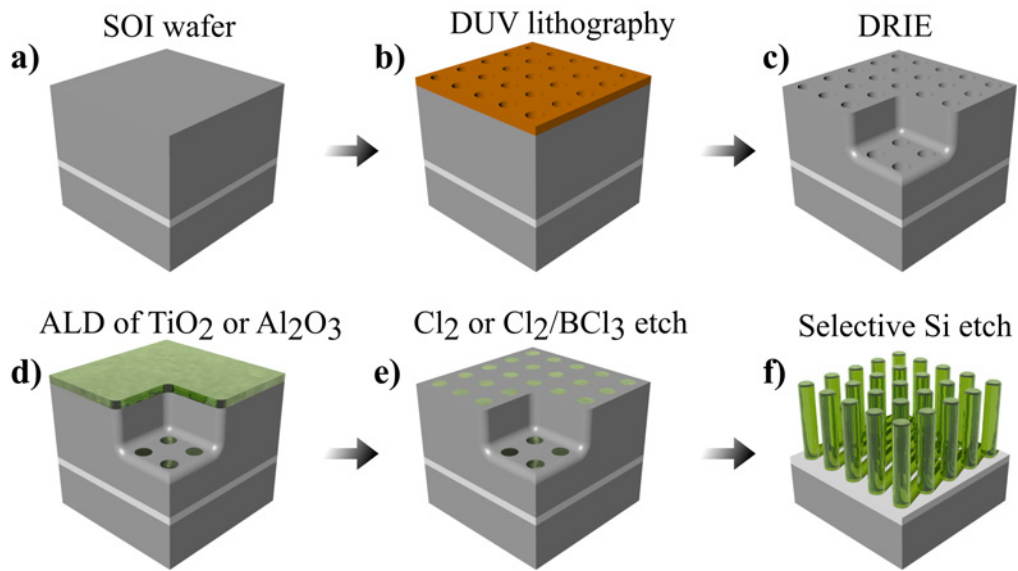 SOI wafer
DUV lithography
DRIE
a)
b)
c)
ALD of TiO₂ or Al₂O₃
Cl₂ or Cl₂/BCl₃ etch
Selective Si etch
d)
e)
f)